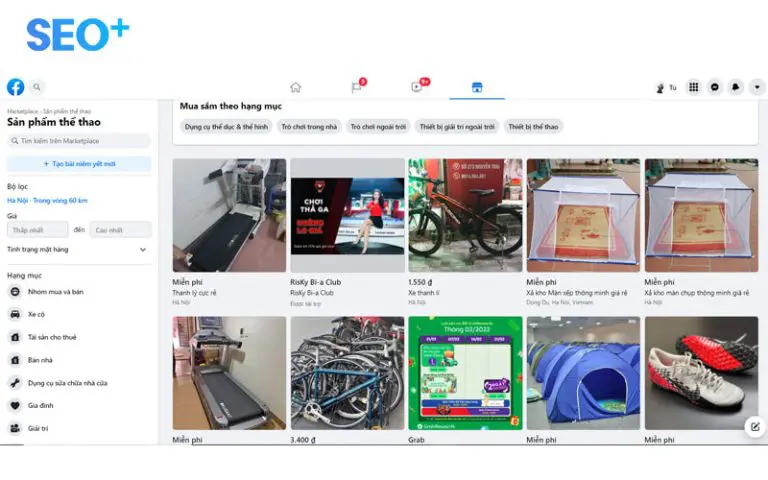 SEO+
3
9+
Tú
Marketplace · Sản phẩm thể thao
Sản phẩm thể thao
Tìm kiếm trên Marketplace
+ Tạo bài niêm yết mới
Bộ lọc
Hà Nội · Trong vòng 60 km
Giá
Thấp nhất đến Cao nhất
Tình trạng mặt hàng
Hạng mục
Nhóm mua và bán
Xe cộ
Tài sản cho thuê
Bán nhà
Dụng cụ sửa chữa nhà cửa
Gia đình
Giải trí
Mua sắm theo hạng mục
Dụng cụ thể dục & thể hình
Trò chơi trong nhà
Trò chơi ngoài trời
Thiết bị giải trí ngoài trời
Thiết bị thể thao
CHƠI
THẢ GA
Miễn phí
Thanh lý cực rẻ
Hà Nội
RisKy Bi-a Club
RisKy Bi-a Club
Được tài trợ
1.550 ₫
Xe thanh lí
Hà Nội
Miễn phí
Xả kho Màn xếp thông minh giá rẻ
Dong Du, Ha Noi, Vietnam
Miễn phí
Xả kho màn chụp thông minh giá rẻ
Hà Nội
Tháng 03/2022
Miễn phí
3.400 ₫
Grab
Miễn phí
Miễn phí